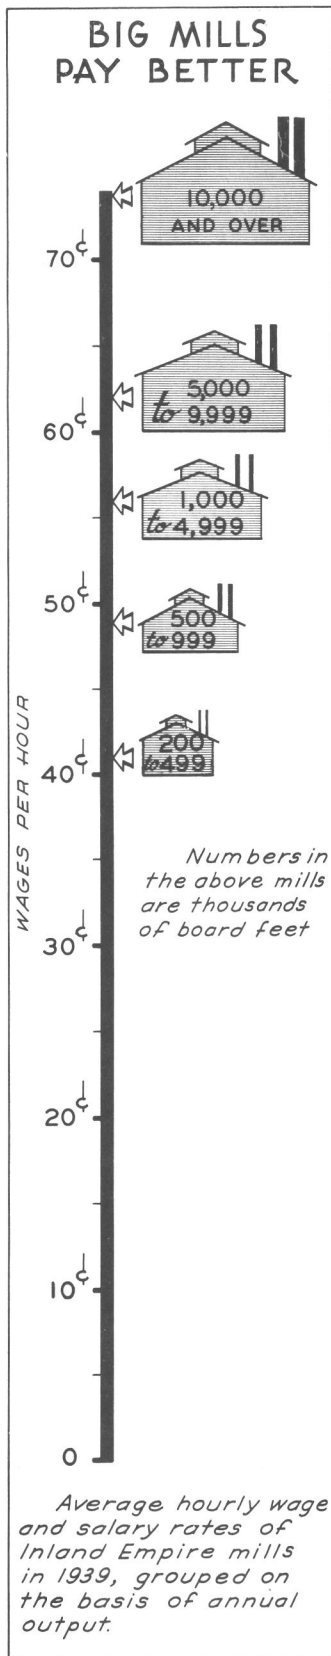 BIG MILLS
PAY BETTER
10,000
AND OVER
70¢
5,000
to 9,999
60¢
1,000
to 4,999
50¢
500
to 999
200
to 499
40¢
WAGES PER HOUR
Numbers in
the above mills
are thousands
of board feet
30¢
20¢
10¢
0
Average hourly wage
and salary rates of
Inland Empire mills
in 1939, grouped on
the basis of annual
output.